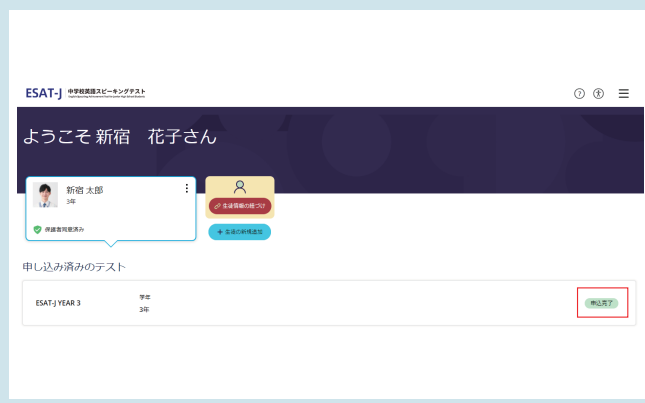 ESAT-J 中学校英語スピーキングテスト
ようこそ 新宿　花子さん
新宿 太郎
3年
保護者同意済み
生徒情報の紐づけ
+ 生徒の新規追加
申し込み済みのテスト
ESAT-J YEAR 3
学年
3年
申込完了